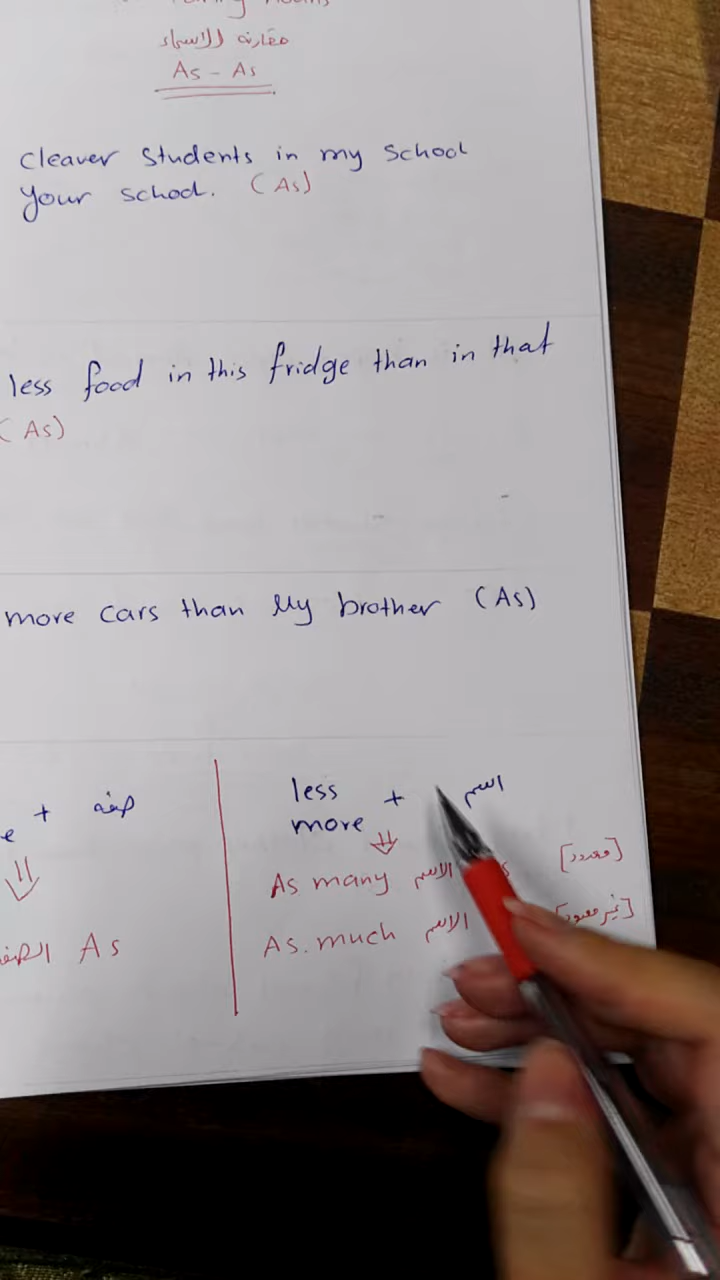 مقارنة الاسماء
As - As
Cleaver Students in my School
Your school. (As)
less food in this fridge than in that
(As)
more cars than My brother (As)
+ صفة
As الصفة
less
more + اسم
As many الاسم [معدود]
As. much الاسم [غير معدود]